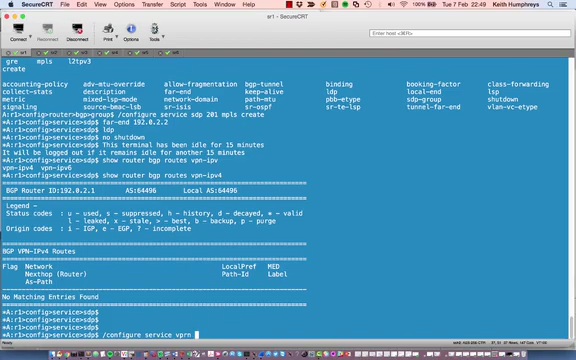 SecureCRT File Edit View Options Transfer Script Tools Window Help
100%
Tue 7 Feb 22:49 Keith Humphreys
sr1 - SecureCRT
Connect Reconnect Disconnect Print Options Tools
Enter host <⌘R>
gre mpls l2tpv3
create
accounting-policy adv-mtu-override allow-fragmentation bgp-tunnel binding booking-factor class-forwarding
collect-stats description far-end keep-alive ldp local-end lsp
metric mixed-lsp-mode network-domain path-mtu pbb-etype sdp-group shutdown
signaling source-bmac-lsb sr-isis sr-ospf sr-te-lsp tunnel-far-end vlan-vc-etype
*A:r1>config>router>bgp>group$ /configure service sdp 201 mpls create
*A:r1>config>service>sdp$ far-end 192.0.2.2
*A:r1>config>service>sdp$ ldp
*A:r1>config>service>sdp$ no shutdown
*A:r1>config>service>sdp$ This terminal has been idle for 15 minutes
It will be logged out if it remains idle for another 15 minutes
*A:r1>config>service>sdp$ show router bgp routes vpn-ipv
vpn-ipv4 vpn-ipv6
*A:r1>config>service>sdp$ show router bgp routes vpn-ipv4
BGP Router ID:192.0.2.1 AS:64496 Local AS:64496
Legend -
Status codes : u - used, s - suppressed, h - history, d - decayed, * - valid
l - leaked, x - stale, > - best, b - backup, p - purge
Origin codes : i - IGP, e - EGP, ? - incomplete
BGP VPN-IPv4 Routes
Flag Network LocalPref MED
Nexthop (Router) Path-Id Label
As-Path
No Matching Entries Found
*A:r1>config>service>sdp$
*A:r1>config>service>sdp$
*A:r1>config>service>sdp$
*A:r1>config>service>sdp$ /configure service vprn
Ready